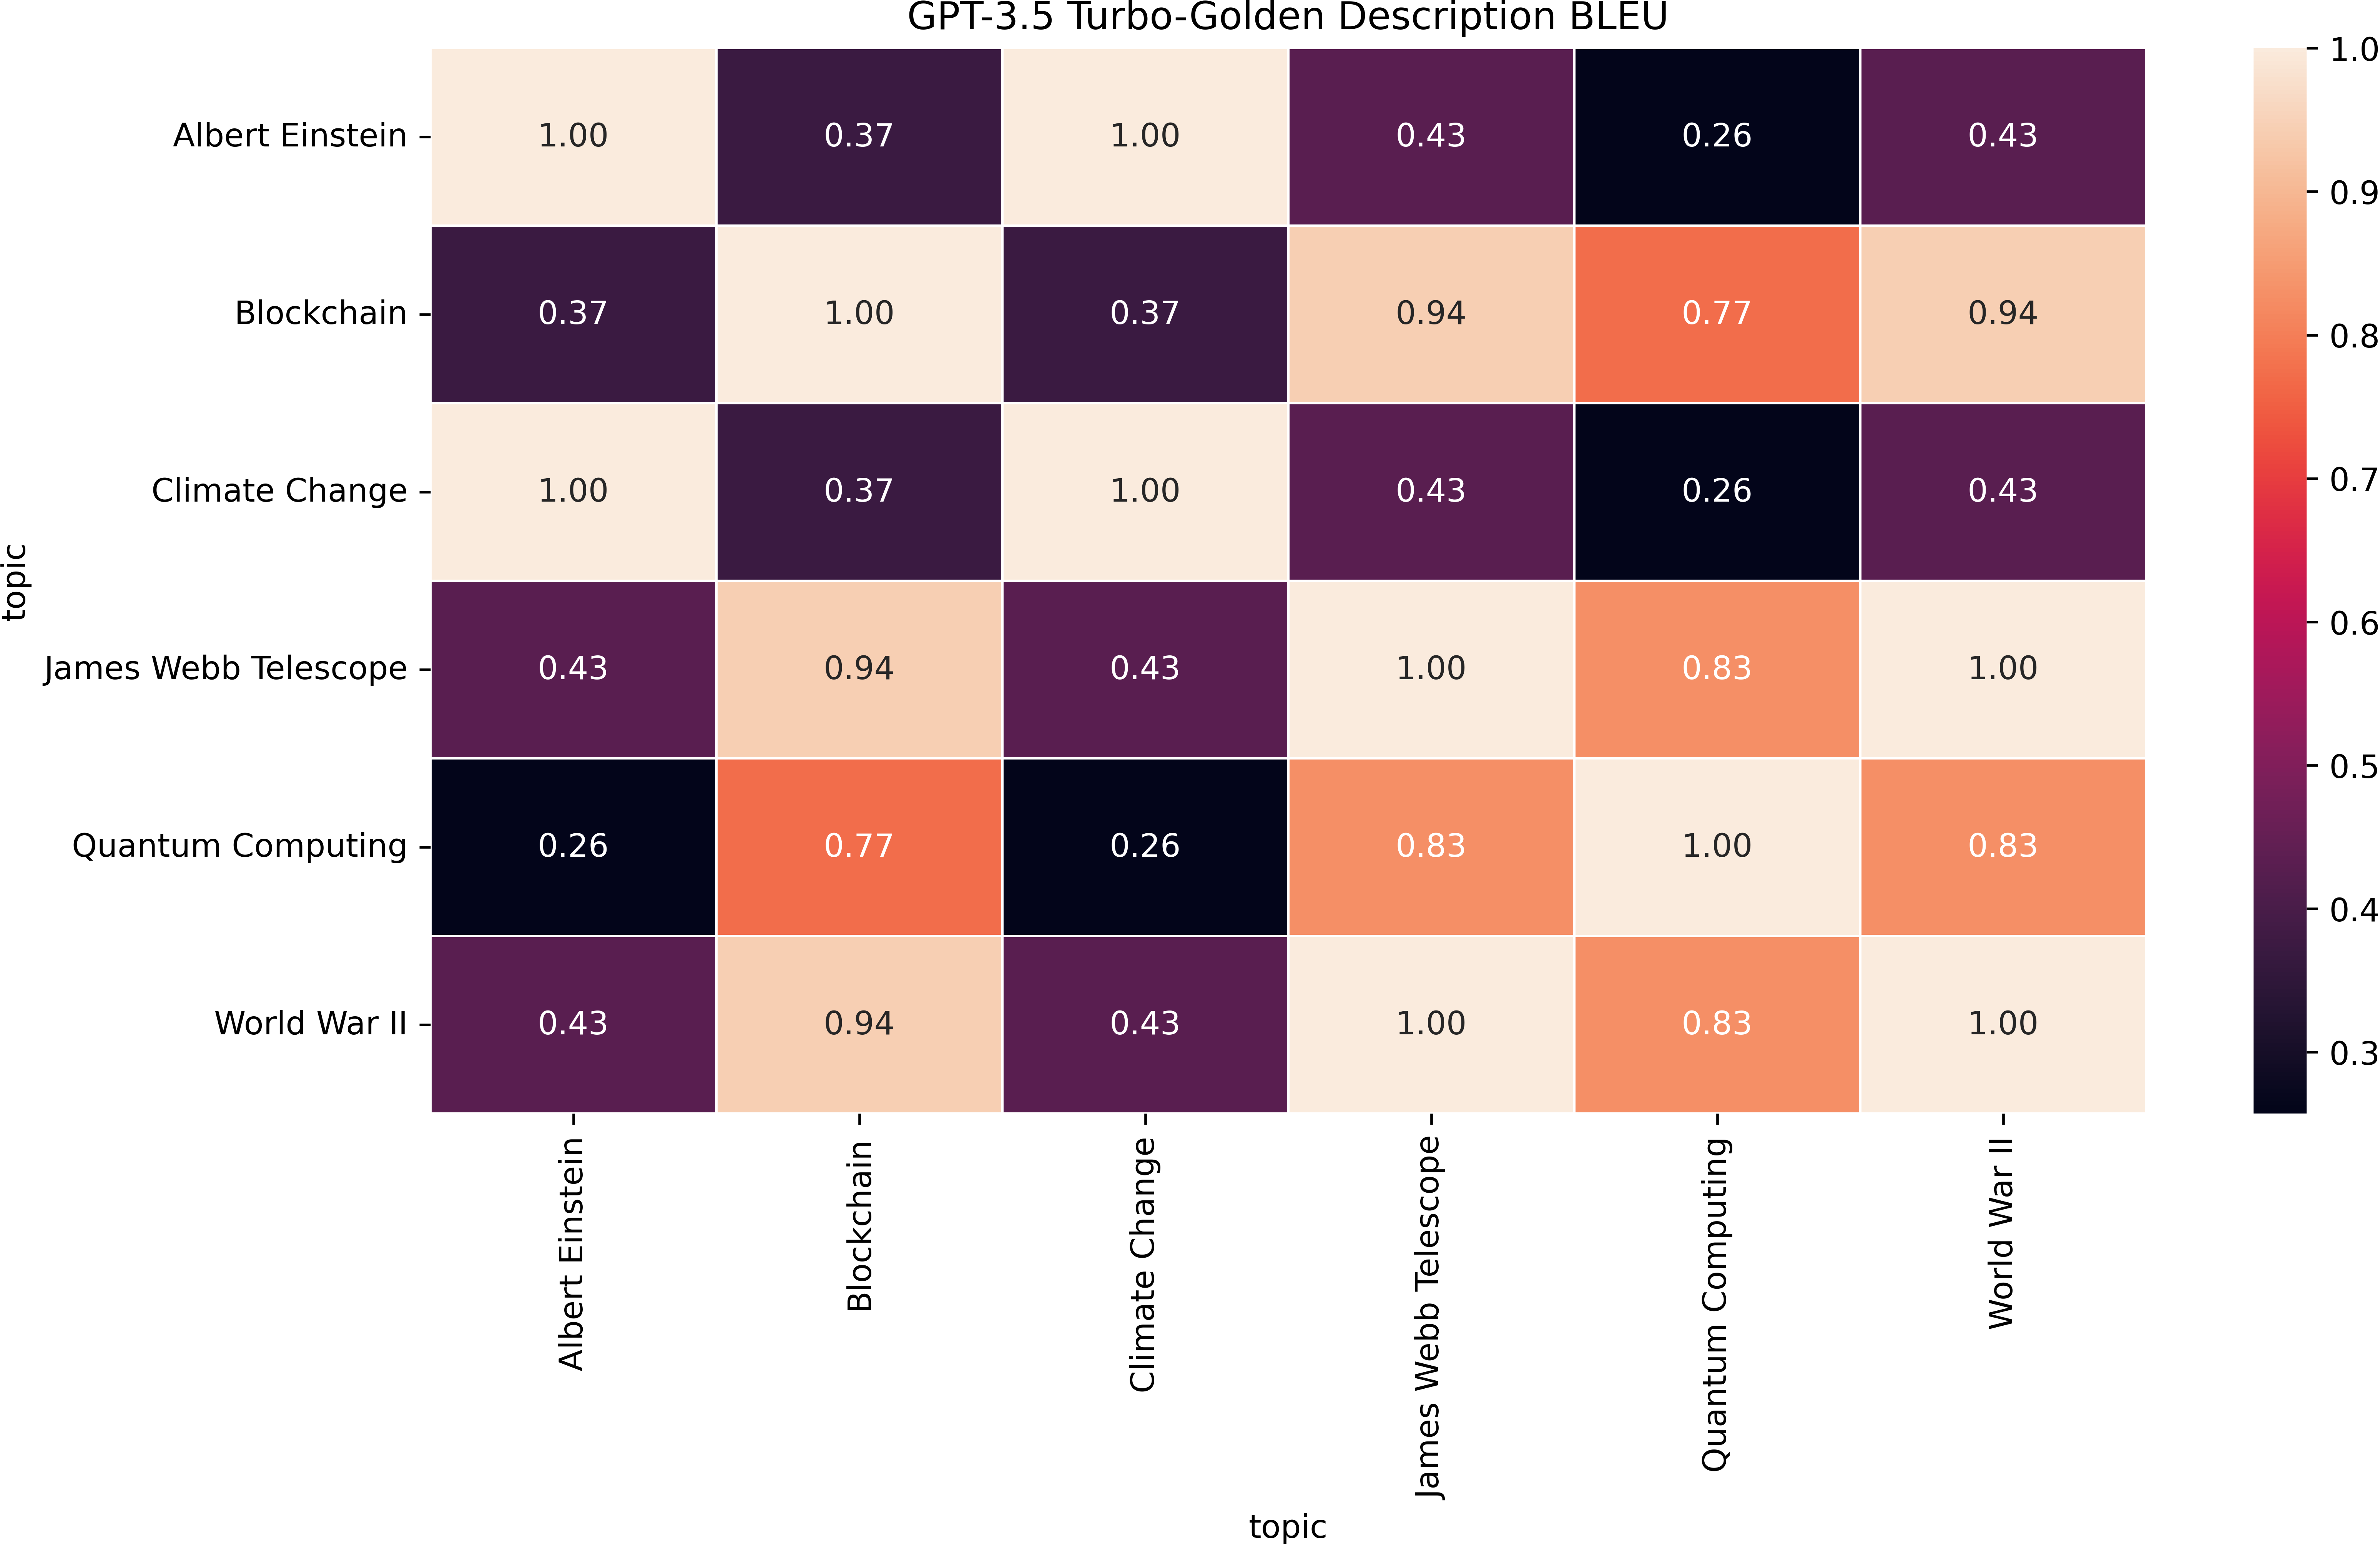 GPT-3.5 Turbo-Golden Description BLEU
Albert Einstein 1.00 0.37 1.00 0.43 0.26 0.43
Blockchain 0.37 1.00 0.37 0.94 0.77 0.94
Climate Change 1.00 0.37 1.00 0.43 0.26 0.43
James Webb Telescope 0.43 0.94 0.43 1.00 0.83 1.00
Quantum Computing 0.26 0.77 0.26 0.83 1.00 0.83
World War II 0.43 0.94 0.43 1.00 0.83 1.00
topic
Albert Einstein
Blockchain
Climate Change
James Webb Telescope
Quantum Computing
World War II
topic
1.0
0.9
0.8
0.7
0.6
0.5
0.4
0.3